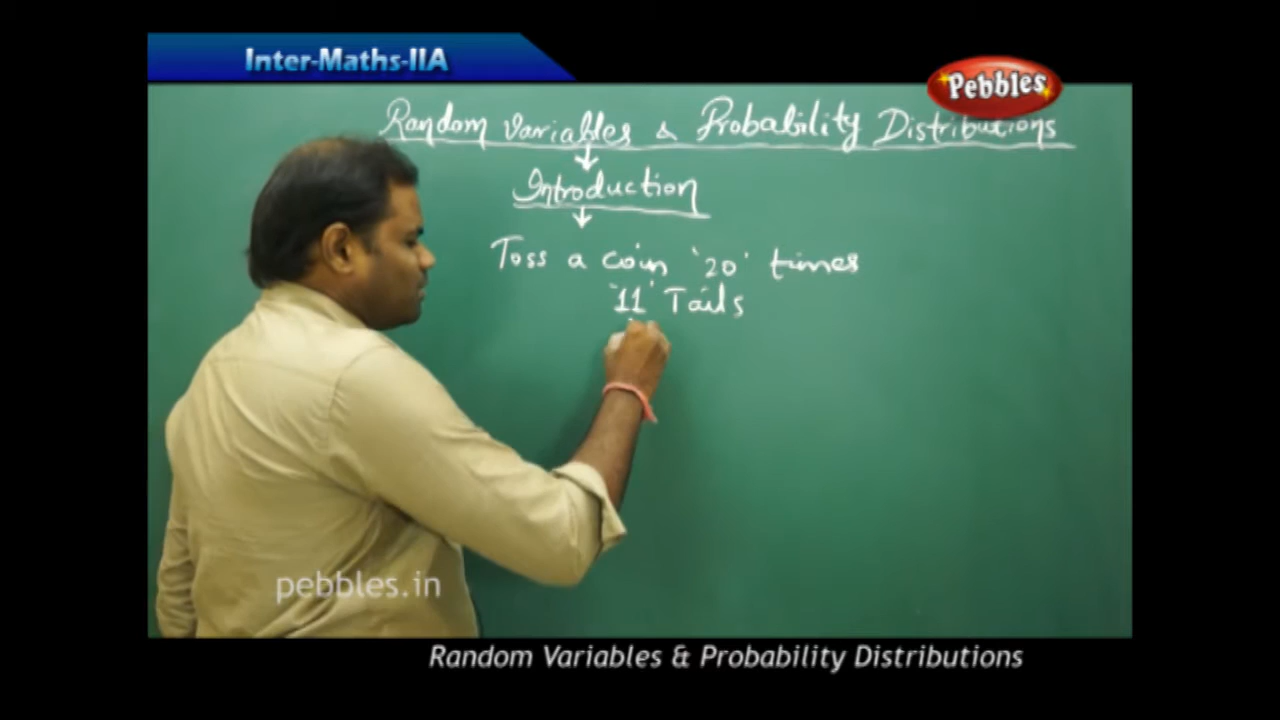 Inter-Maths-IIA
Pebbles
Random Variables & Probability Distributions
Introduction
Toss a coin '20' times
'11' Tails
pebbles.in
Random Variables & Probability Distributions